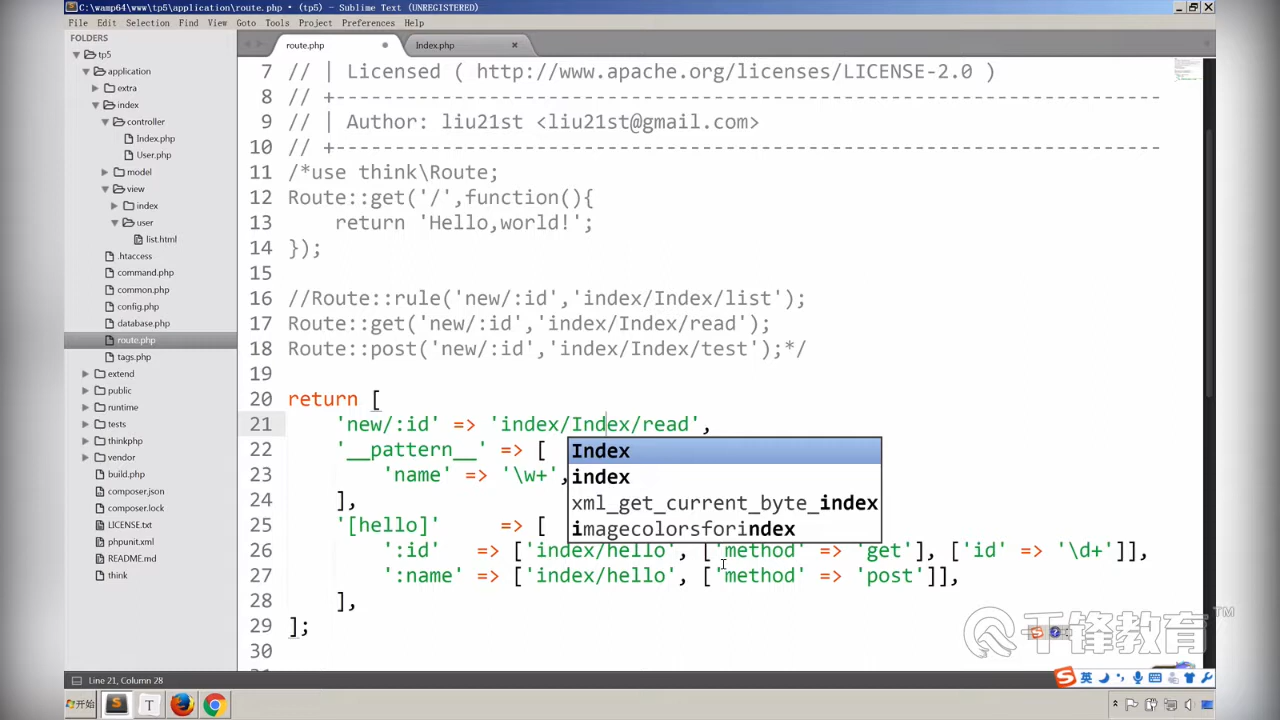 C:\wamp64\www\tp5\application\route.php • (tp5) - Sublime Text (UNREGISTERED)
File Edit Selection Find View Goto Tools Project Preferences Help
FOLDERS
tp5
application
extra
index
controller
Index.php
User.php
model
view
index
user
list.html
.htaccess
command.php
common.php
config.php
database.php
route.php
tags.php
extend
public
runtime
tests
thinkphp
vendor
build.php
composer.json
composer.lock
LICENSE.txt
phpunit.xml
README.md
think
route.php
Index.php
7 // | Licensed ( http://www.apache.org/licenses/LICENSE-2.0 )
8 // +----------------------------------------------------------------------
9 // | Author: liu21st <liu21st@gmail.com>
10 // +----------------------------------------------------------------------
11 /*use think\Route;
12 Route::get('/',function(){
13 return 'Hello,world!';
14 });
15
16 //Route::rule('new/:id','index/Index/list');
17 Route::get('new/:id','index/Index/read');
18 Route::post('new/:id','index/Index/test');*/
19
20 return [
21 'new/:id' => 'index/Index/read',
22 '__pattern__' => [
23 'name' => '\w+',
24 ],
25 '[hello]' => [
26 ':id' => ['index/hello', ['method' => 'get'], ['id' => '\d+']],
27 ':name' => ['index/hello', ['method' => 'post']],
28 ],
29 ];
30
Index
index
xml_get_current_byte_index
imagecolorsforindex
千锋教育™
Line 21, Column 28
英
开始